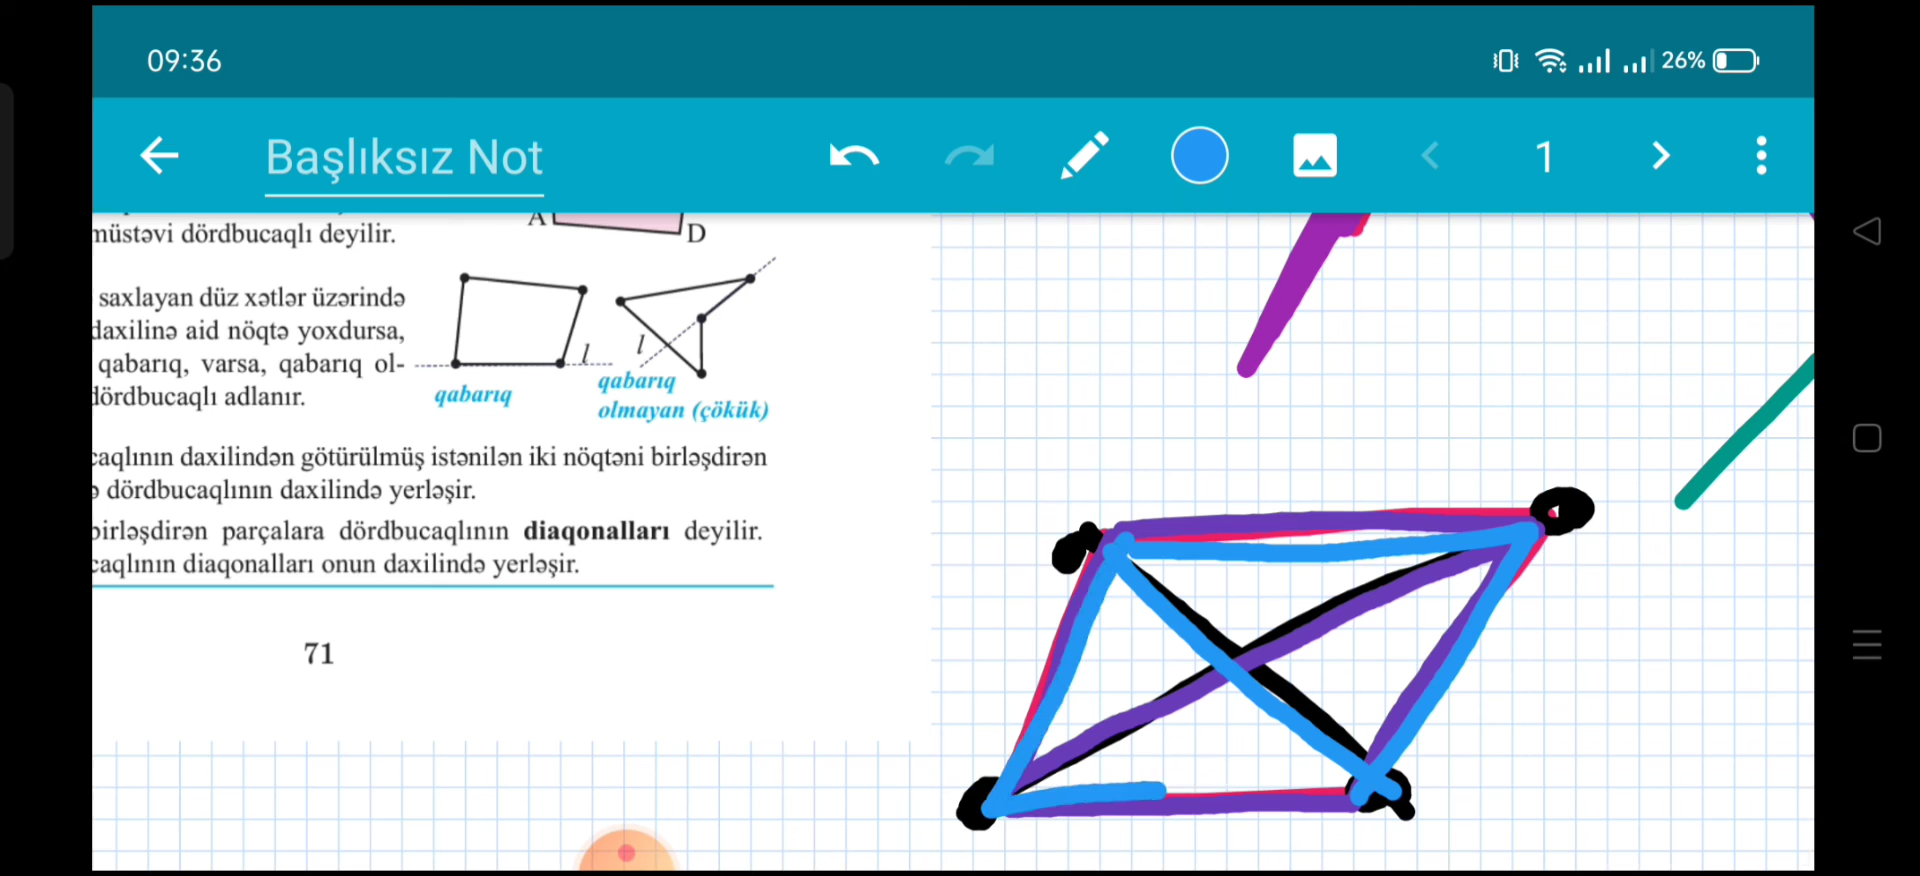 09:36
26%
Başlıksız Not
1
A
D
müstəvi dördbucaqlı deyilir.
saxlayan düz xətlər üzərində
daxilinə aid nöqtə yoxdursa,
qabarıq, varsa, qabarıq ol-
dördbucaqlı adlanır.
l
l
qabarıq
qabarıq
olmayan (çökük)
caqlının daxilindən götürülmüş istənilən iki nöqtəni birləşdirən
ə dördbucaqlının daxilində yerləşir.
birləşdirən parçalara dördbucaqlının diaqonalları deyilir.
caqlının diaqonalları onun daxilində yerləşir.
71